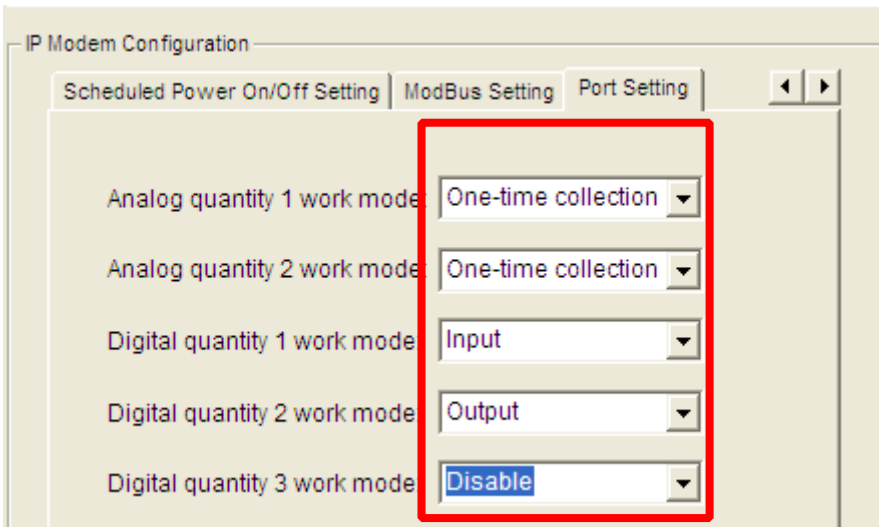 IP Modem Configuration
Scheduled Power On/Off Setting ModBus Setting Port Setting
Analog quantity 1 work mode: One-time collection
Analog quantity 2 work mode: One-time collection
Digital quantity 1 work mode Input
Digital quantity 2 work mode Output
Digital quantity 3 work mode Disable